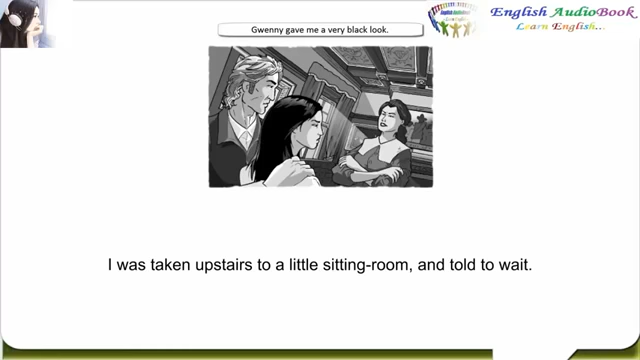 Gwenny gave me a very black look.
English AudioBook
Learn English...
I was taken upstairs to a little sitting-room, and told to wait.